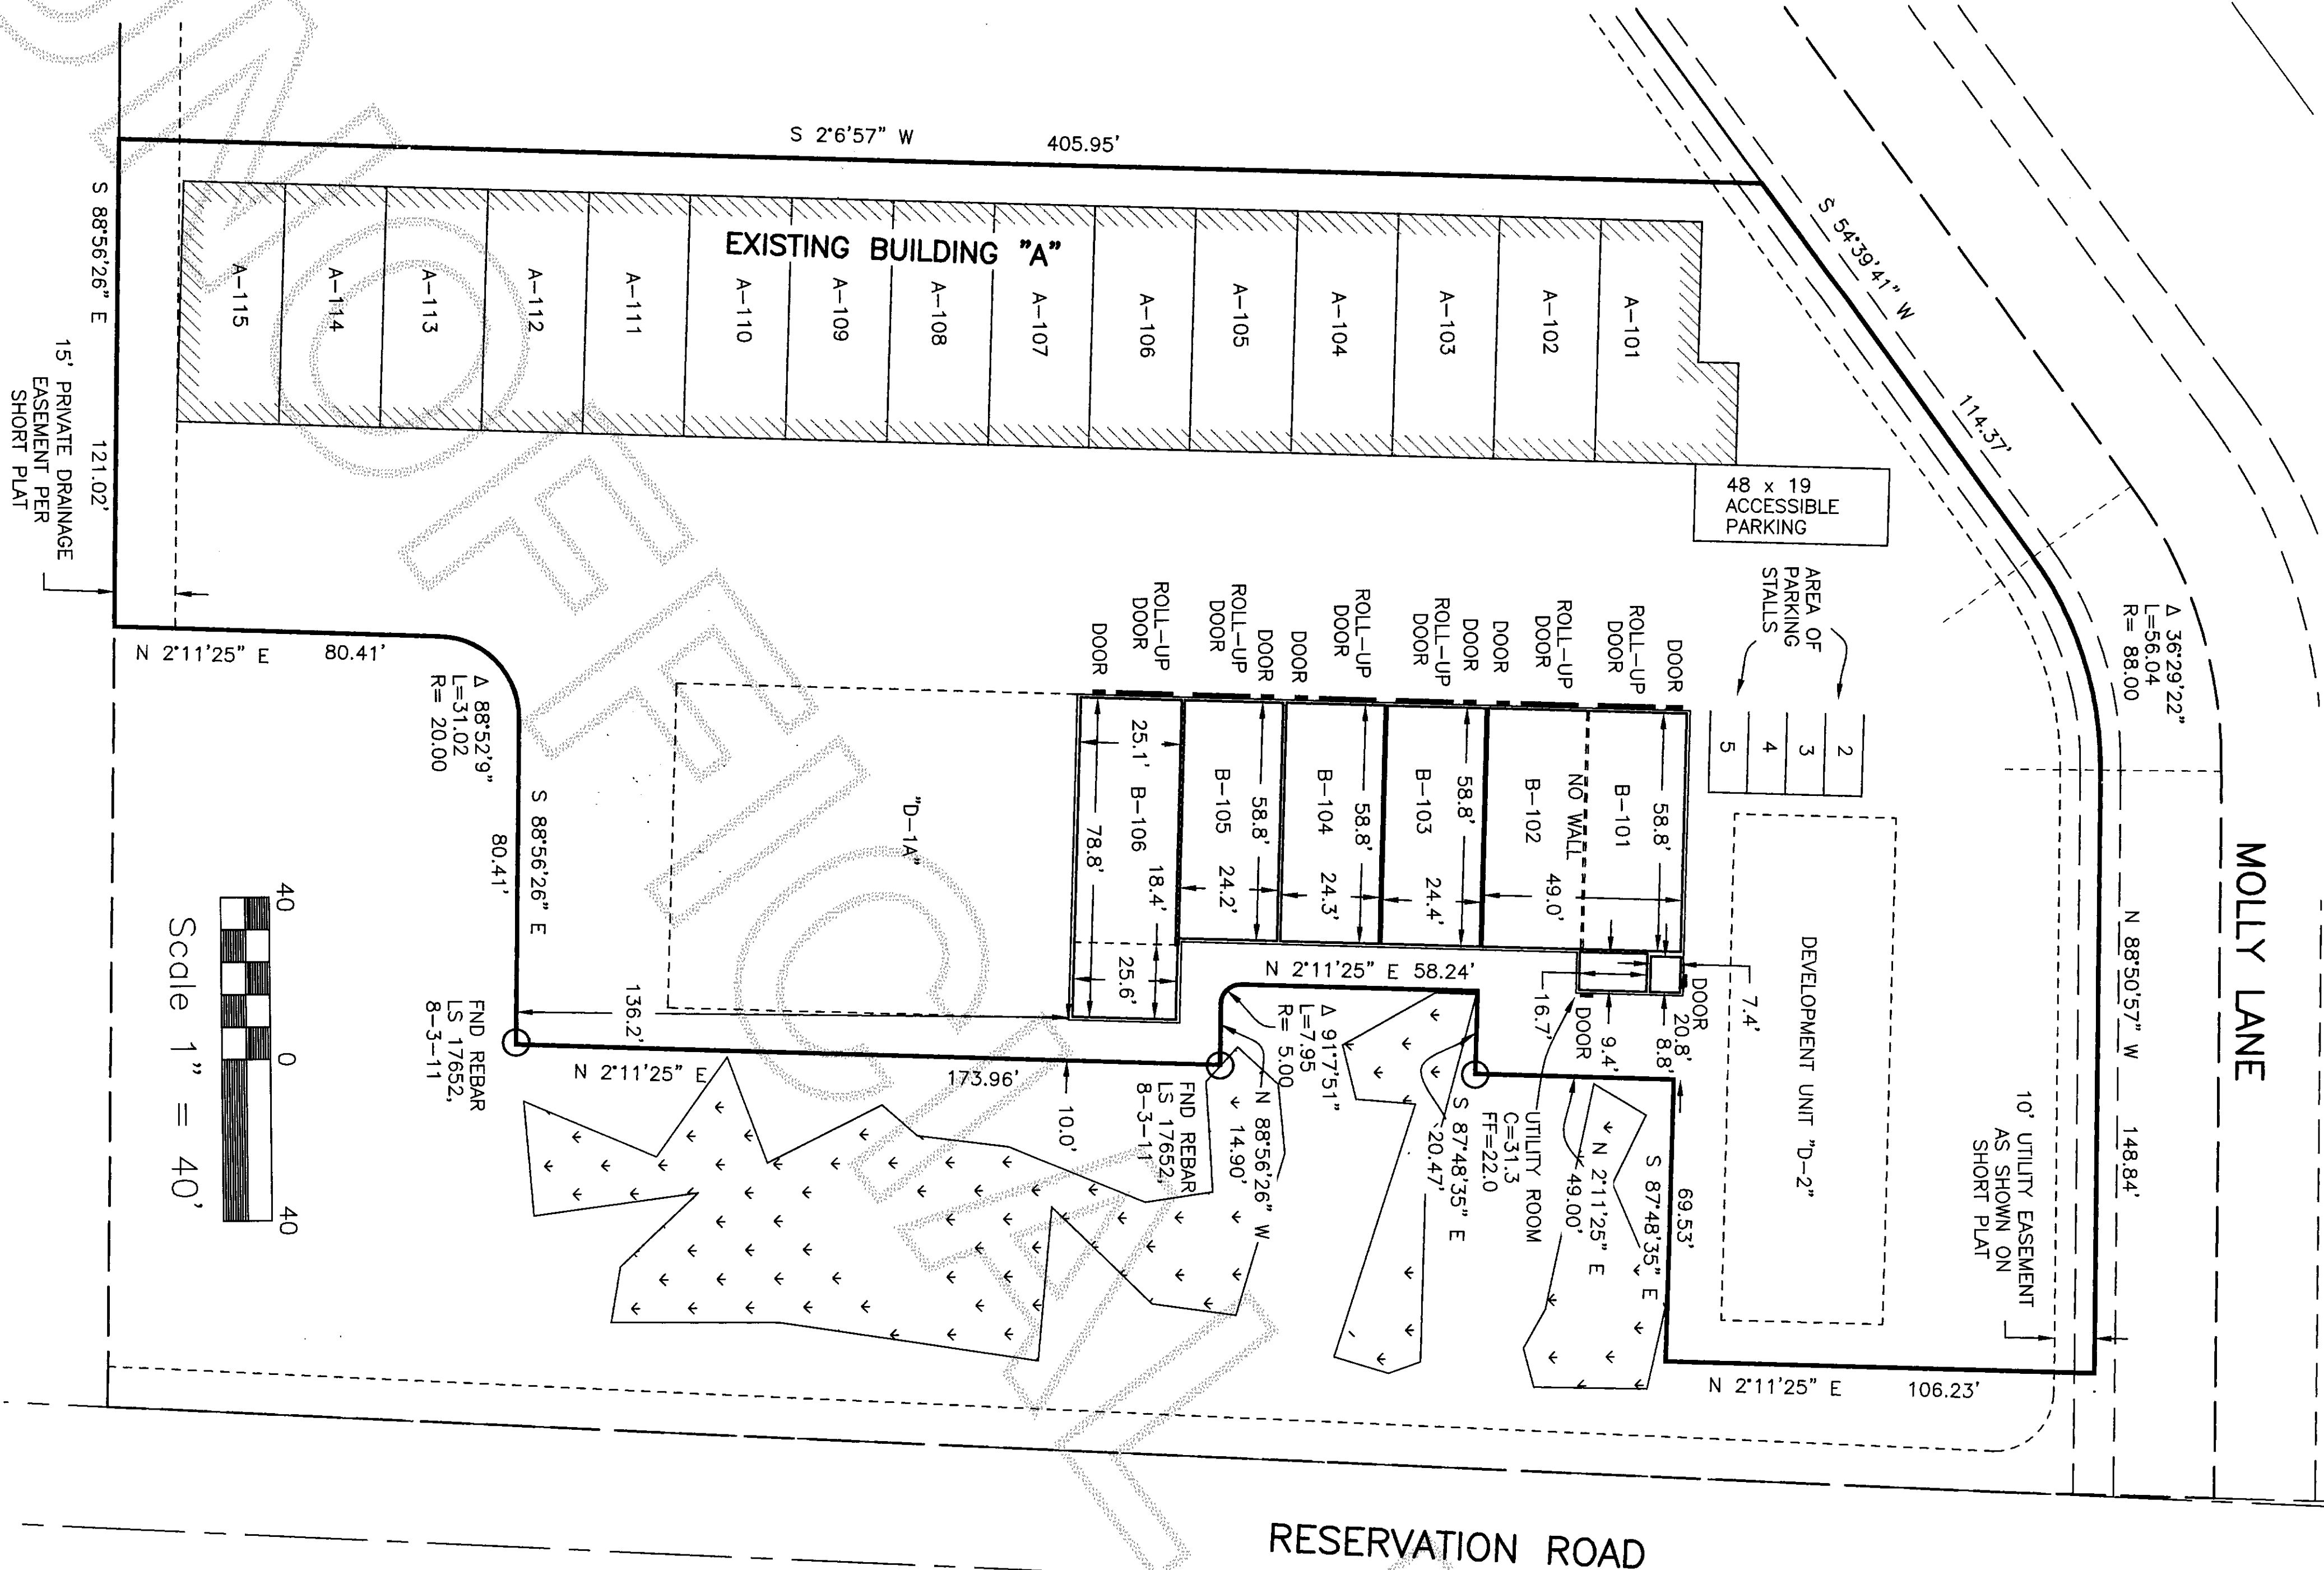 S 2°6'57" W 405.95'
S 54°39'41" W
114.37'
Δ 36°29'22"
L=56.04
R= 88.00
MOLLY LANE
N 88°50'57" W 148.84'
10' UTILITY EASEMENT
AS SHOWN ON
SHORT PLAT
EXISTING BUILDING "A"
A-115
A-114
A-113
A-112
A-111
A-110
A-109
A-108
A-107
A-106
A-105
A-104
A-103
A-102
A-101
48 x 19
ACCESSIBLE
PARKING
AREA OF
PARKING
STALLS
2
3
4
5
S 88°56'26" E 121.02'
15' PRIVATE DRAINAGE
EASEMENT PER
SHORT PLAT
N 2°11'25" E 80.41'
Δ 88°52'9"
L=31.02
R= 20.00
S 88°56'26" E
80.41'
DOOR
ROLL-UP
DOOR
ROLL-UP
DOOR
DOOR
DOOR
ROLL-UP
DOOR
ROLL-UP
DOOR
DOOR
DOOR
ROLL-UP
DOOR
ROLL-UP
DOOR
DOOR
"D-1A"
25.1' B-106 18.4'
78.8'
25.6'
B-105
58.8'
24.2'
B-104
58.8'
24.3'
B-103
58.8'
24.4'
B-102
NO WALL
49.0'
B-101
58.8'
DEVELOPMENT UNIT "D-2"
7.4'
DOOR
20.8'
8.8'
9.4'
DOOR
16.7'
UTILITY ROOM
C=31.3
FF=22.0
N 2°11'25" E 58.24'
Δ 91°7'51"
L=7.95
R= 5.00
N 88°56'26" W
14.90'
FND REBAR
LS 17652,
8-3-11
S 87°48'35" E
20.47'
N 2°11'25" E
49.00'
S 87°48'35" E
69.53'
N 2°11'25" E 106.23'
136.2'
N 2°11'25" E 173.96'
10.0'
FND REBAR
LS 17652,
8-3-11
40 0 40
Scale 1" = 40'
RESERVATION ROAD
UNOFFICIAL